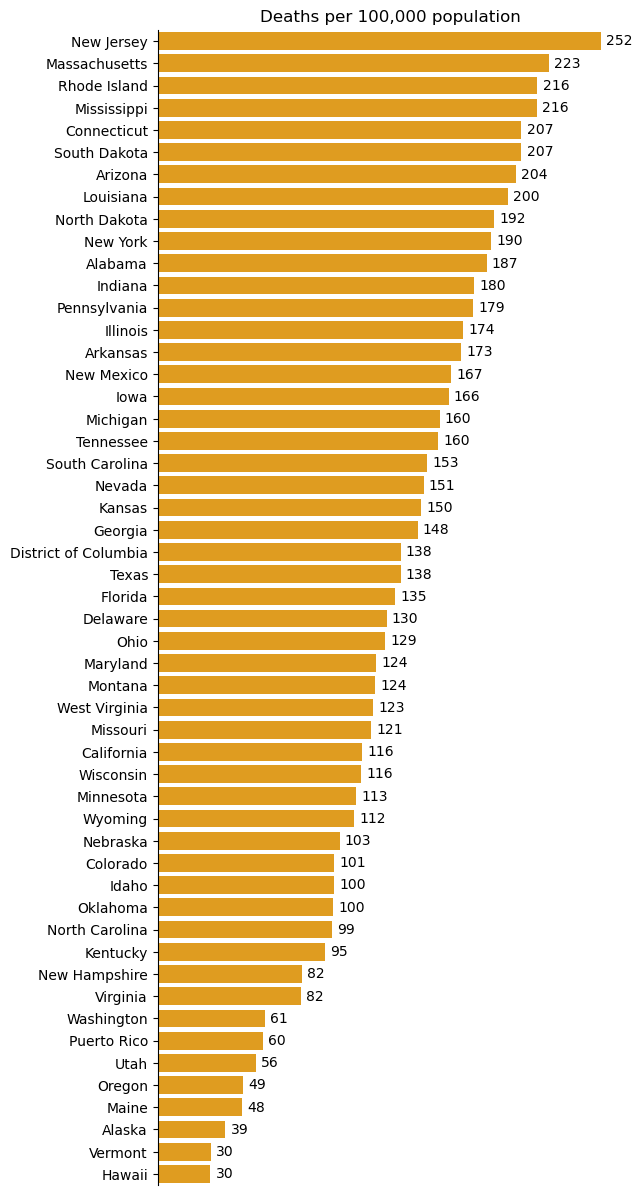 Deaths per 100,000 population
New Jersey 252
Massachusetts 223
Rhode Island 216
Mississippi 216
Connecticut 207
South Dakota 207
Arizona 204
Louisiana 200
North Dakota 192
New York 190
Alabama 187
Indiana 180
Pennsylvania 179
Illinois 174
Arkansas 173
New Mexico 167
Iowa 166
Michigan 160
Tennessee 160
South Carolina 153
Nevada 151
Kansas 150
Georgia 148
District of Columbia 138
Texas 138
Florida 135
Delaware 130
Ohio 129
Maryland 124
Montana 124
West Virginia 123
Missouri 121
California 116
Wisconsin 116
Minnesota 113
Wyoming 112
Nebraska 103
Colorado 101
Idaho 100
Oklahoma 100
North Carolina 99
Kentucky 95
New Hampshire 82
Virginia 82
Washington 61
Puerto Rico 60
Utah 56
Oregon 49
Maine 48
Alaska 39
Vermont 30
Hawaii 30